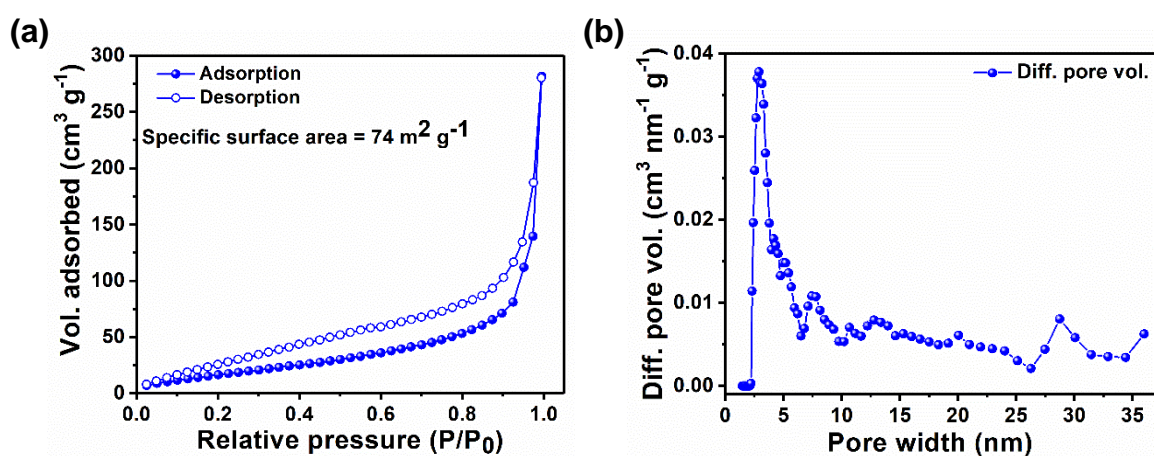 (a)
300
250
200
150
100
50
0
Vol. adsorbed (cm³ g⁻¹)
Adsorption
Desorption
Specific surface area = 74 m² g⁻¹
0.0 0.2 0.4 0.6 0.8 1.0
Relative pressure (P/P₀)
(b)
0.04
0.03
0.02
0.01
0.00
Diff. pore vol. (cm³ nm⁻¹ g⁻¹)
Diff. pore vol.
0 5 10 15 20 25 30 35
Pore width (nm)